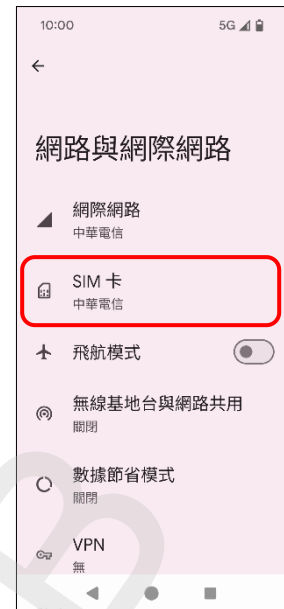 10:00 5G
網路與網際網路
網際網路
中華電信
SIM 卡
中華電信
飛航模式
無線基地台與網路共用
關閉
數據節省模式
關閉
VPN
無